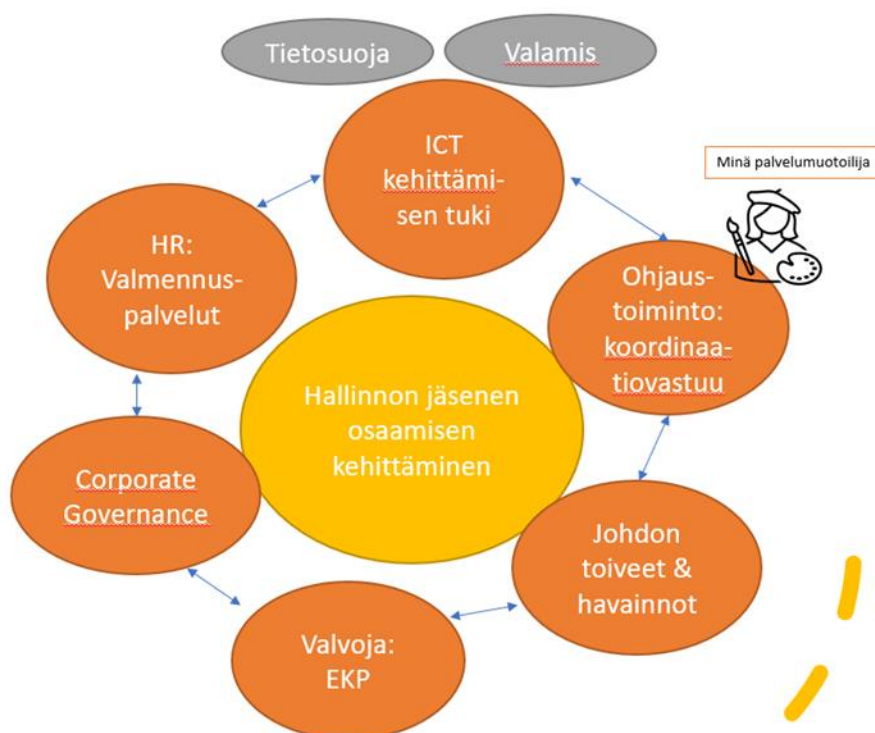 Tietosuoja
Valamis
ICT
kehittämi-
sen tuki
Minä palvelumuotoilija
HR:
Valmennus-
palvelut
Ohjaus-
toiminto:
koordinaa-
tiovastuu
Hallinnon jäsenen
osaamisen
kehittäminen
Corporate
Governance
Johdon
toiveet &
havainnot
Valvoja:
EKP